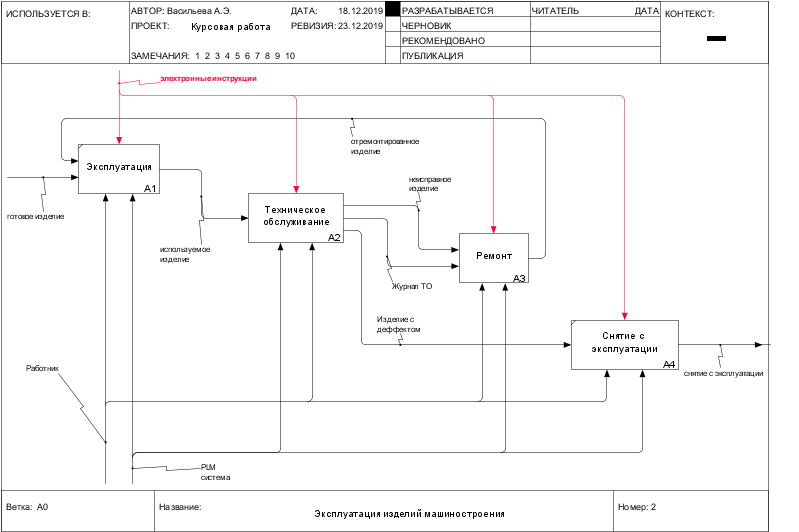 ИСПОЛЬЗУЕТСЯ В:
АВТОР: Васильева А.Э.
ДАТА: 18.12.2019
РАЗРАБАТЫВАЕТСЯ
ЧИТАТЕЛЬ
ДАТА
КОНТЕКСТ:
ПРОЕКТ: Курсовая работа
РЕВИЗИЯ: 23.12.2019
ЧЕРНОВИК
РЕКОМЕНДОВАНО
ЗАМЕЧАНИЯ: 1 2 3 4 5 6 7 8 9 10
ПУБЛИКАЦИЯ
электронные инструкции
отремонтированное
изделие
Эксплуатация
A1
готовое изделие
неисправное
изделие
Техническое
обслуживание
A2
используемое
изделие
Ремонт
A3
Журнал ТО
Изделие с
деффектом
Снятие с
эксплуатации
A4
снятие с эксплуатации
Работник
PLM
система
Ветка: A0
Название:
Эксплуатация изделий машиностроения
Номер: 2